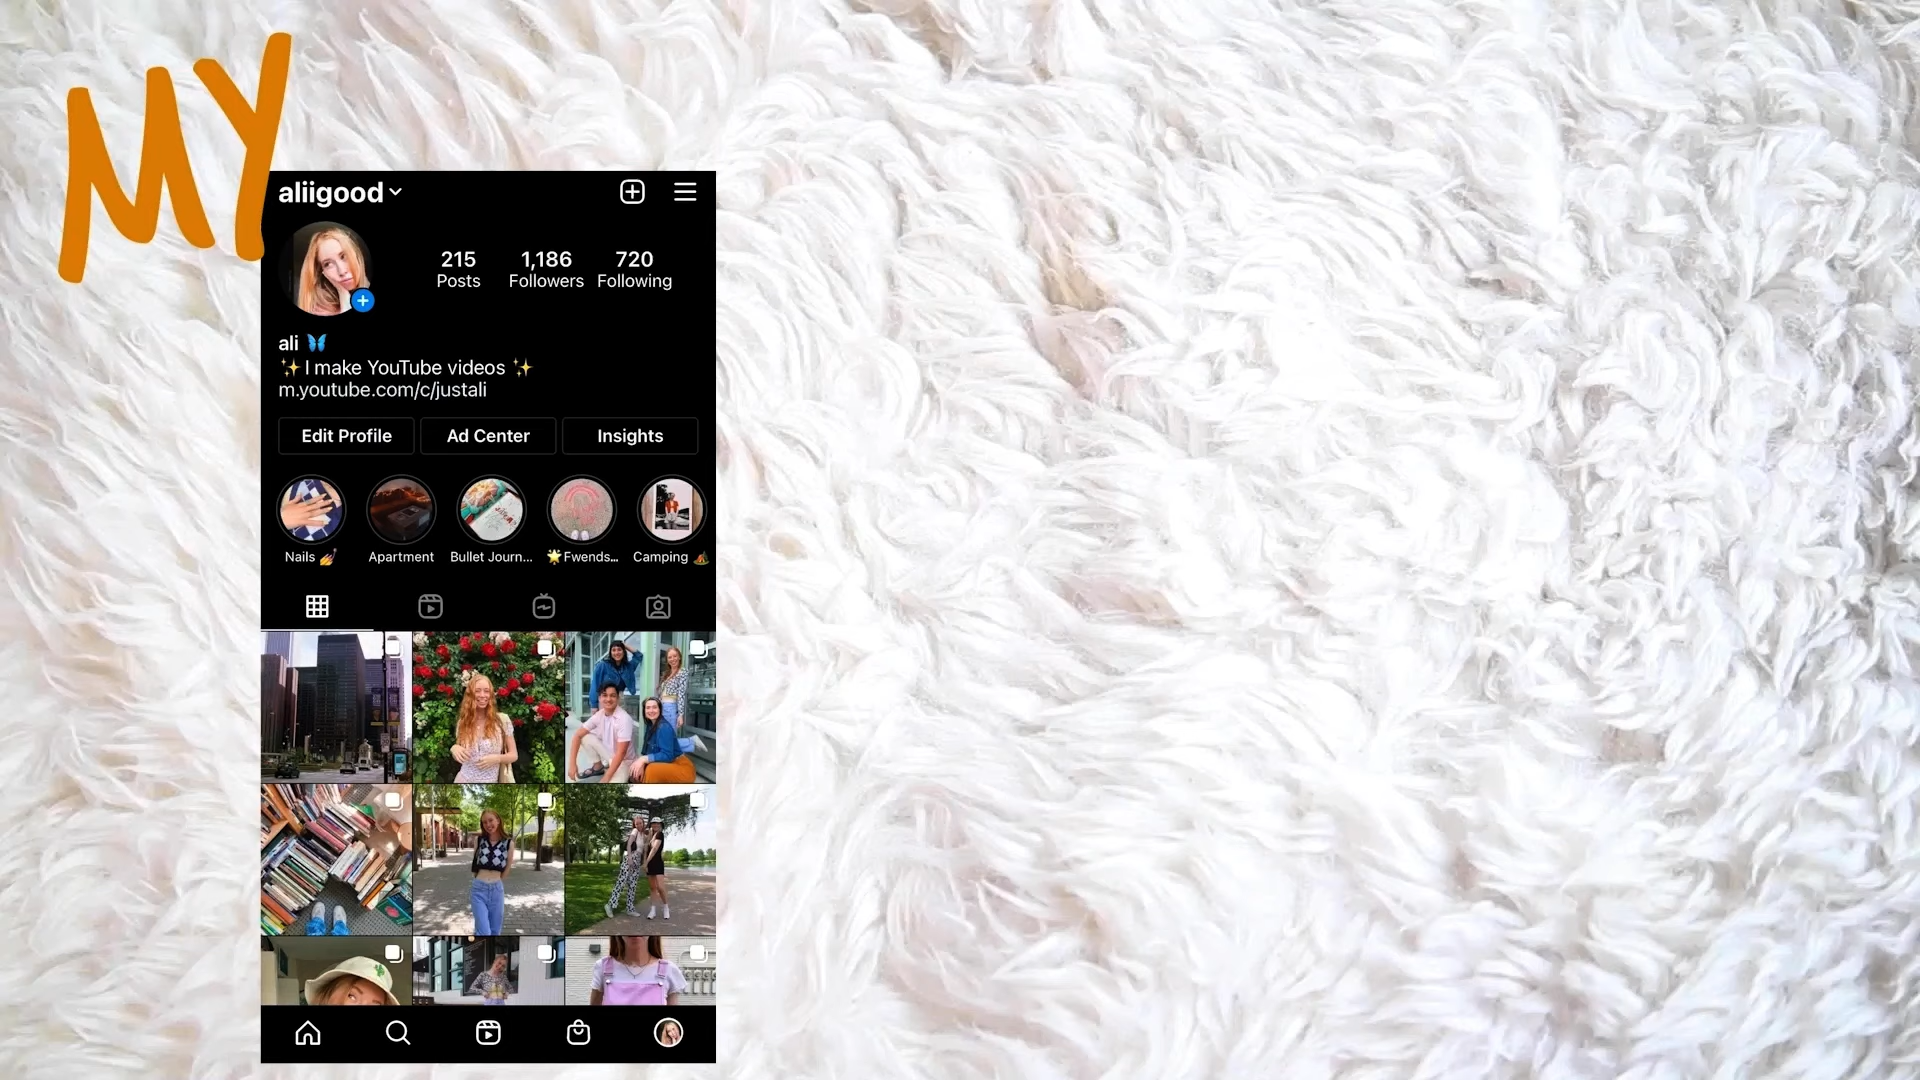 MY
aliigood
215 1,186 720
Posts Followers Following
ali 🦋
✨ I make YouTube videos ✨
m.youtube.com/c/justali
Edit Profile Ad Center Insights
Nails 💅 Apartment Bullet Journ... 🌟Fwends... Camping 🏕️